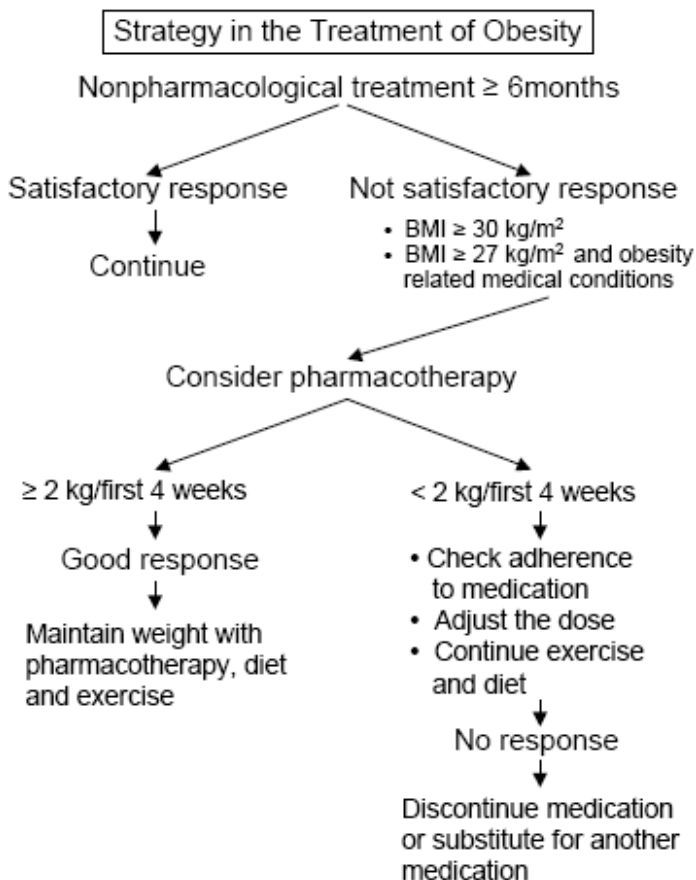 Strategy in the Treatment of Obesity
Nonpharmacological treatment ≥ 6months
Satisfactory response
Continue
Not satisfactory response
• BMI ≥ 30 kg/m²
• BMI ≥ 27 kg/m² and obesity
related medical conditions
Consider pharmacotherapy
≥ 2 kg/first 4 weeks
Good response
Maintain weight with
pharmacotherapy, diet
and exercise
< 2 kg/first 4 weeks
• Check adherence
to medication
• Adjust the dose
• Continue exercise
and diet
No response
Discontinue medication
or substitute for another
medication